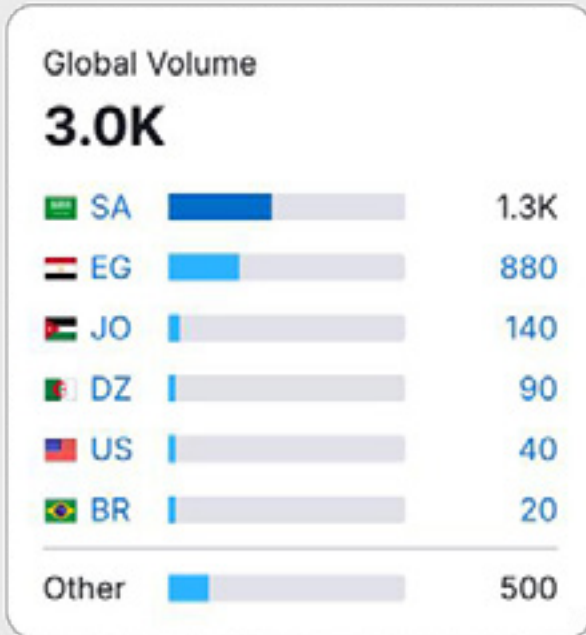 Global Volume
3.0K
SA 1.3K
EG 880
JO 140
DZ 90
US 40
BR 20
Other 500